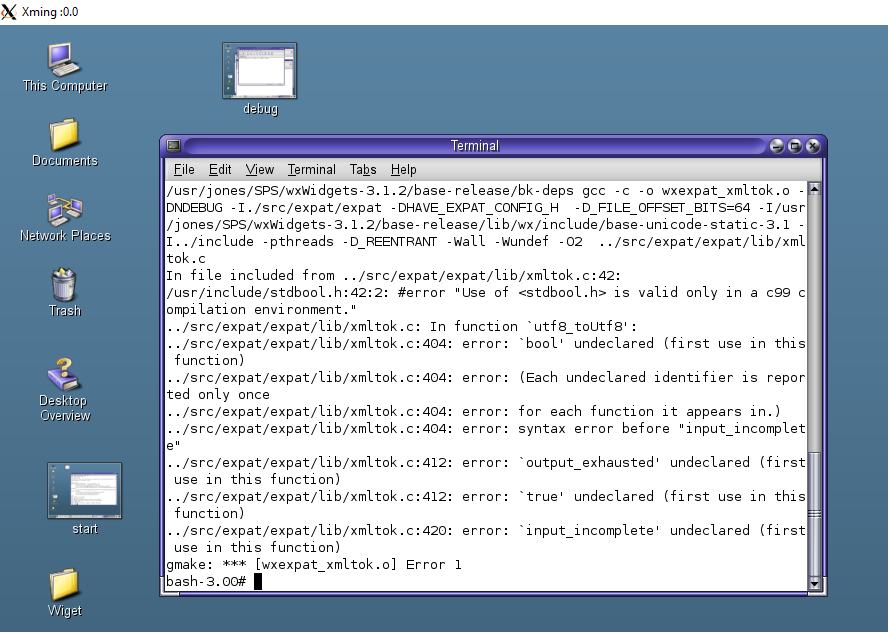 Xming :0.0
This Computer
debug
Documents
Network Places
Trash
Desktop
Overview
start
Wiget
Terminal
File Edit View Terminal Tabs Help
/usr/jones/SPS/wxWidgets-3.1.2/base-release/bk-deps gcc -c -o wxexpat_xmltok.o -
DNDEBUG -I./src/expat/expat -DHAVE_EXPAT_CONFIG_H  -D_FILE_OFFSET_BITS=64 -I/usr
/jones/SPS/wxWidgets-3.1.2/base-release/lib/wx/include/base-unicode-static-3.1 -
I../include -pthreads -D_REENTRANT -Wall -Wundef -O2  ../src/expat/expat/lib/xml
tok.c
In file included from ../src/expat/expat/lib/xmltok.c:42:
/usr/include/stdbool.h:42:2: #error "Use of <stdbool.h> is valid only in a c99 c
ompilation environment."
../src/expat/expat/lib/xmltok.c: In function `utf8_toUtf8':
../src/expat/expat/lib/xmltok.c:404: error: `bool' undeclared (first use in this
 function)
../src/expat/expat/lib/xmltok.c:404: error: (Each undeclared identifier is repor
ted only once
../src/expat/expat/lib/xmltok.c:404: error: for each function it appears in.)
../src/expat/expat/lib/xmltok.c:404: error: syntax error before "input_incomplet
e"
../src/expat/expat/lib/xmltok.c:412: error: `output_exhausted' undeclared (first
 use in this function)
../src/expat/expat/lib/xmltok.c:412: error: `true' undeclared (first use in this
 function)
../src/expat/expat/lib/xmltok.c:420: error: `input_incomplete' undeclared (first
 use in this function)
gmake: *** [wxexpat_xmltok.o] Error 1
bash-3.00#